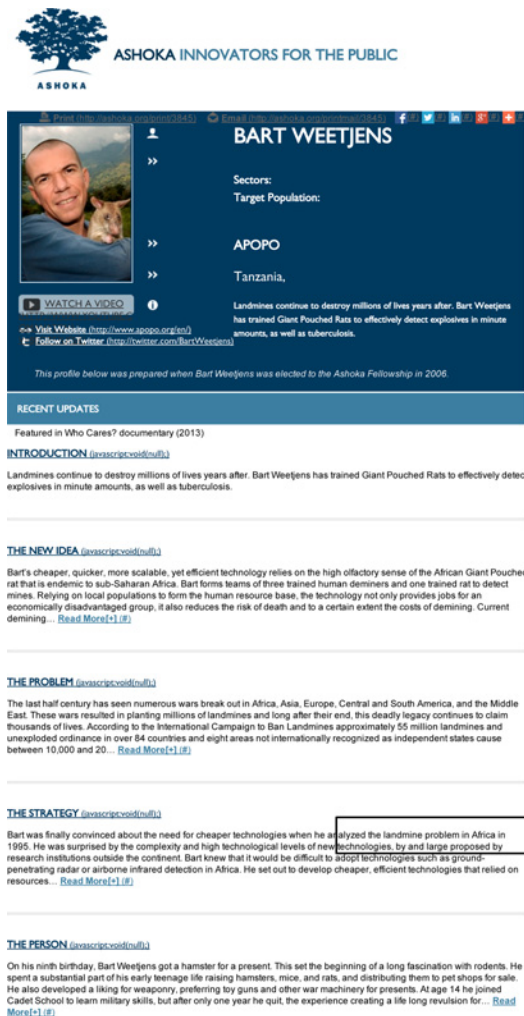 ASHOKA INNOVATORS FOR THE PUBLIC
ASHOKA
Print (http://ashoka.org/print/3845) Email (http://ashoka.org/printmail/3845) (#) (#) (#) (#)
BART WEETJENS
Sectors:
Target Population:
APOPO
Tanzania,
WATCH A VIDEO
Visit Website (http://www.apopo.org/en/)
Follow on Twitter (http://twitter.com/BartWeetjens)
Landmines continue to destroy millions of lives years after. Bart Weetjens
has trained Giant Pouched Rats to effectively detect explosives in minute
amounts, as well as tuberculosis.
This profile below was prepared when Bart Weetjens was elected to the Ashoka Fellowship in 2006.
RECENT UPDATES
Featured in Who Cares? documentary (2013)
INTRODUCTION (javascript:void(null);)
Landmines continue to destroy millions of lives years after. Bart Weetjens has trained Giant Pouched Rats to effectively detec
explosives in minute amounts, as well as tuberculosis.
THE NEW IDEA (javascript:void(null);)
Bart's cheaper, quicker, more scalable, yet efficient technology relies on the high olfactory sense of the African Giant Pouched
rat that is endemic to sub-Saharan Africa. Bart forms teams of three trained human deminers and one trained rat to detect
mines. Relying on local populations to form the human resource base, the technology not only provides jobs for an
economically disadvantaged group, it also reduces the risk of death and to a certain extent the costs of demining. Current
demining… Read More[+] (#)
THE PROBLEM (javascript:void(null);)
The last half century has seen numerous wars break out in Africa, Asia, Europe, Central and South America, and the Middle
East. These wars resulted in planting millions of landmines and long after their end, this deadly legacy continues to claim
thousands of lives. According to the International Campaign to Ban Landmines approximately 55 million landmines and
unexploded ordinance in over 84 countries and eight areas not internationally recognized as independent states cause
between 10,000 and 20… Read More[+] (#)
THE STRATEGY (javascript:void(null);)
Bart was finally convinced about the need for cheaper technologies when he analyzed the landmine problem in Africa in
1995. He was surprised by the complexity and high technological levels of new technologies, by and large proposed by
research institutions outside the continent. Bart knew that it would be difficult to adopt technologies such as ground-
penetrating radar or airborne infrared detection in Africa. He set out to develop cheaper, efficient technologies that relied on
resources… Read More[+] (#)
THE PERSON (javascript:void(null);)
On his ninth birthday, Bart Weetjens got a hamster for a present. This set the beginning of a long fascination with rodents. He
spent a substantial part of his early teenage life raising hamsters, mice, and rats, and distributing them to pet shops for sale.
He also developed a liking for weaponry, preferring toy guns and other war machinery for presents. At age 14 he joined
Cadet School to learn military skills, but after only one year he quit, the experience creating a life long revulsion for… Read
More[+] (#)